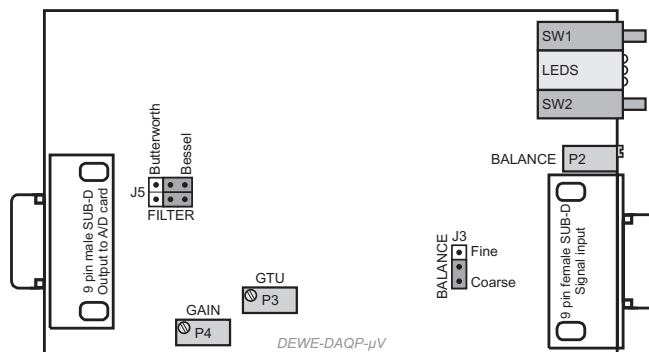 SW1
LEDS
SW2
BALANCE P2
Butterworth
Bessel
J5
FILTER
9 pin male SUB-D
Output to A/D card
BALANCE
J3
Fine
Coarse
9 pin female SUB-D
Signal input
GTU
P3
GAIN
P4
DEWE-DAQP-µV